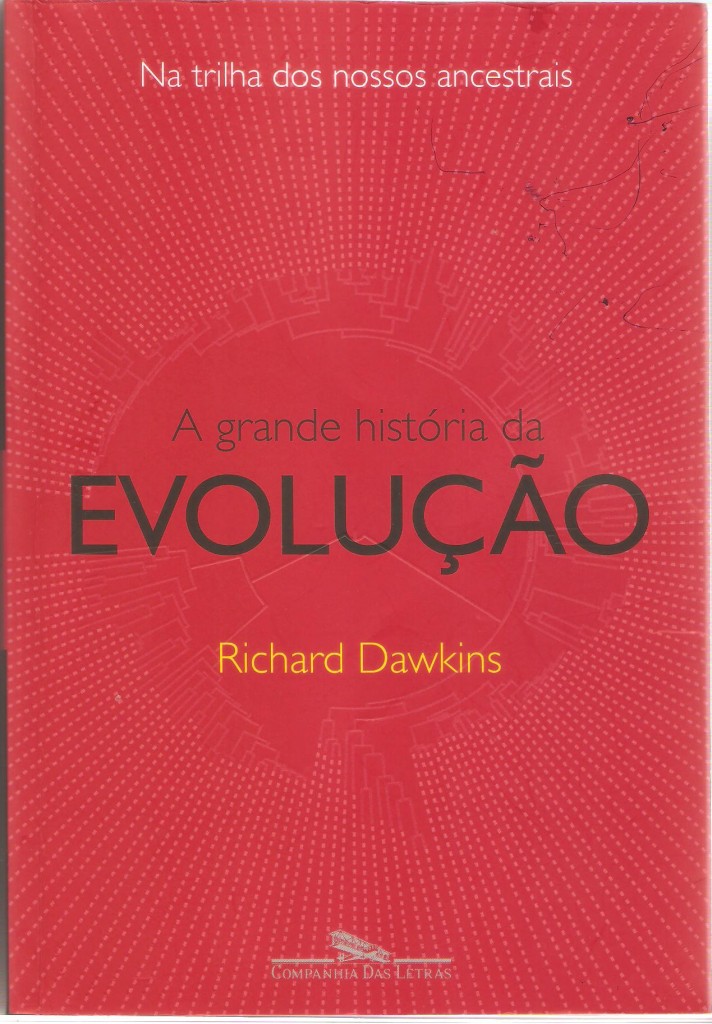 Na trilha dos nossos ancestrais
A grande história da
EVOLUÇÃO
Richard Dawkins
COMPANHIA DAS LETRAS